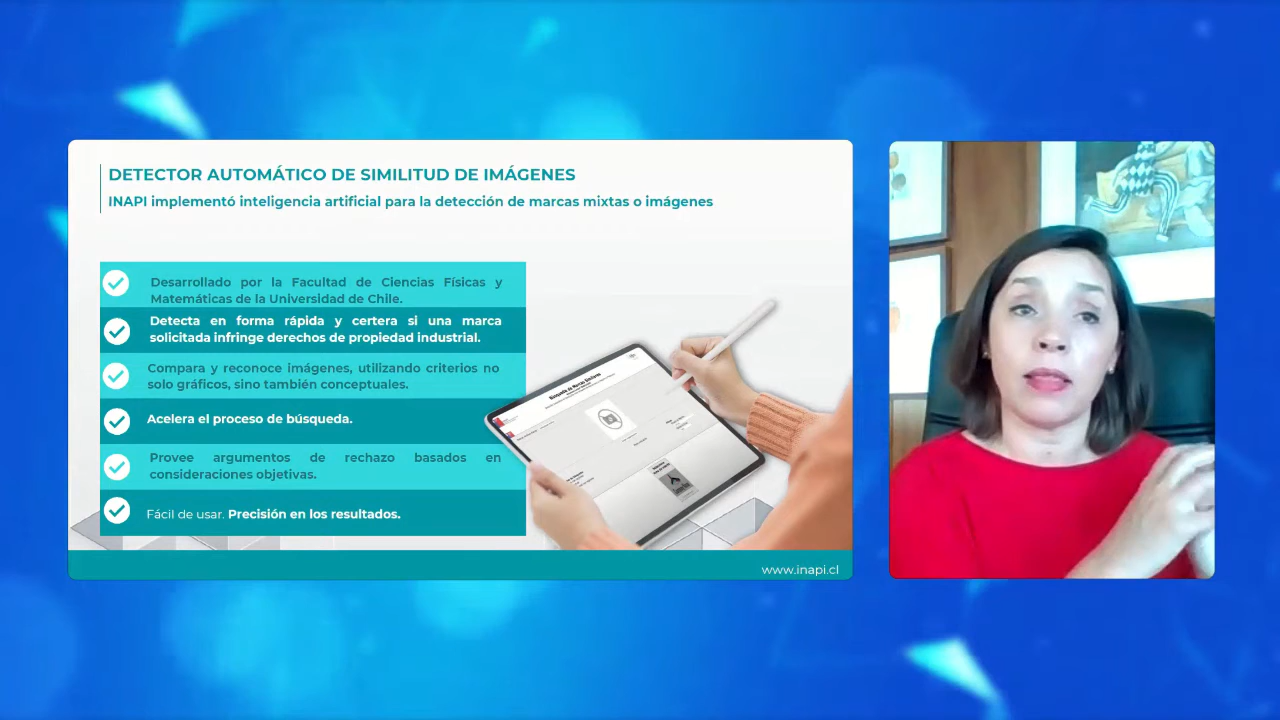 DETECTOR AUTOMÁTICO DE SIMILITUD DE IMÁGENES
INAPI implementó inteligencia artificial para la detección de marcas mixtas o imágenes
Desarrollado por la Facultad de Ciencias Físicas y
Matemáticas de la Universidad de Chile.
Detecta en forma rápida y certera si una marca
solicitada infringe derechos de propiedad industrial.
Compara y reconoce imágenes, utilizando criterios no
solo gráficos, sino también conceptuales.
Acelera el proceso de búsqueda.
Provee argumentos de rechazo basados en
consideraciones objetivas.
Fácil de usar. Precisión en los resultados.
www.inapi.cl